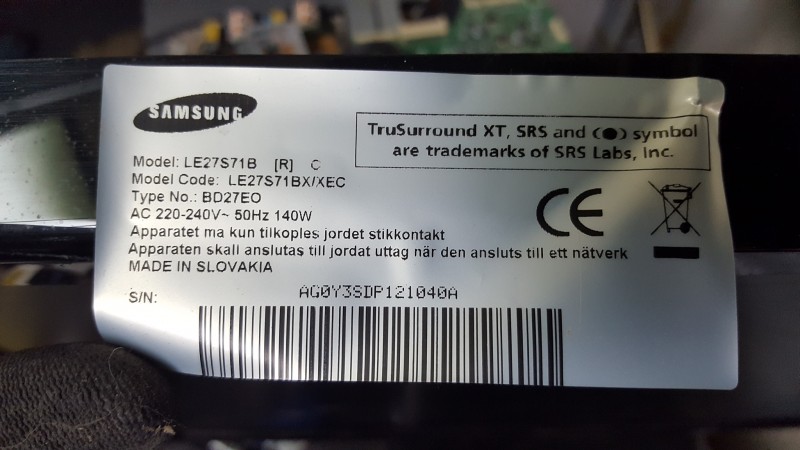 SAMSUNG
TruSurround XT, SRS and (●) symbol
are trademarks of SRS Labs, Inc.
Model: LE27S71B [R] C
Model Code: LE27S71BX/XEC
Type No.: BD27EO
AC 220-240V~ 50Hz 140W
Apparatet ma kun tilkoples jordet stikkontakt
Apparaten skall anslutas till jordat uttag när den ansluts till ett nätverk
MADE IN SLOVAKIA
S/N: AG0Y3SDP121040A